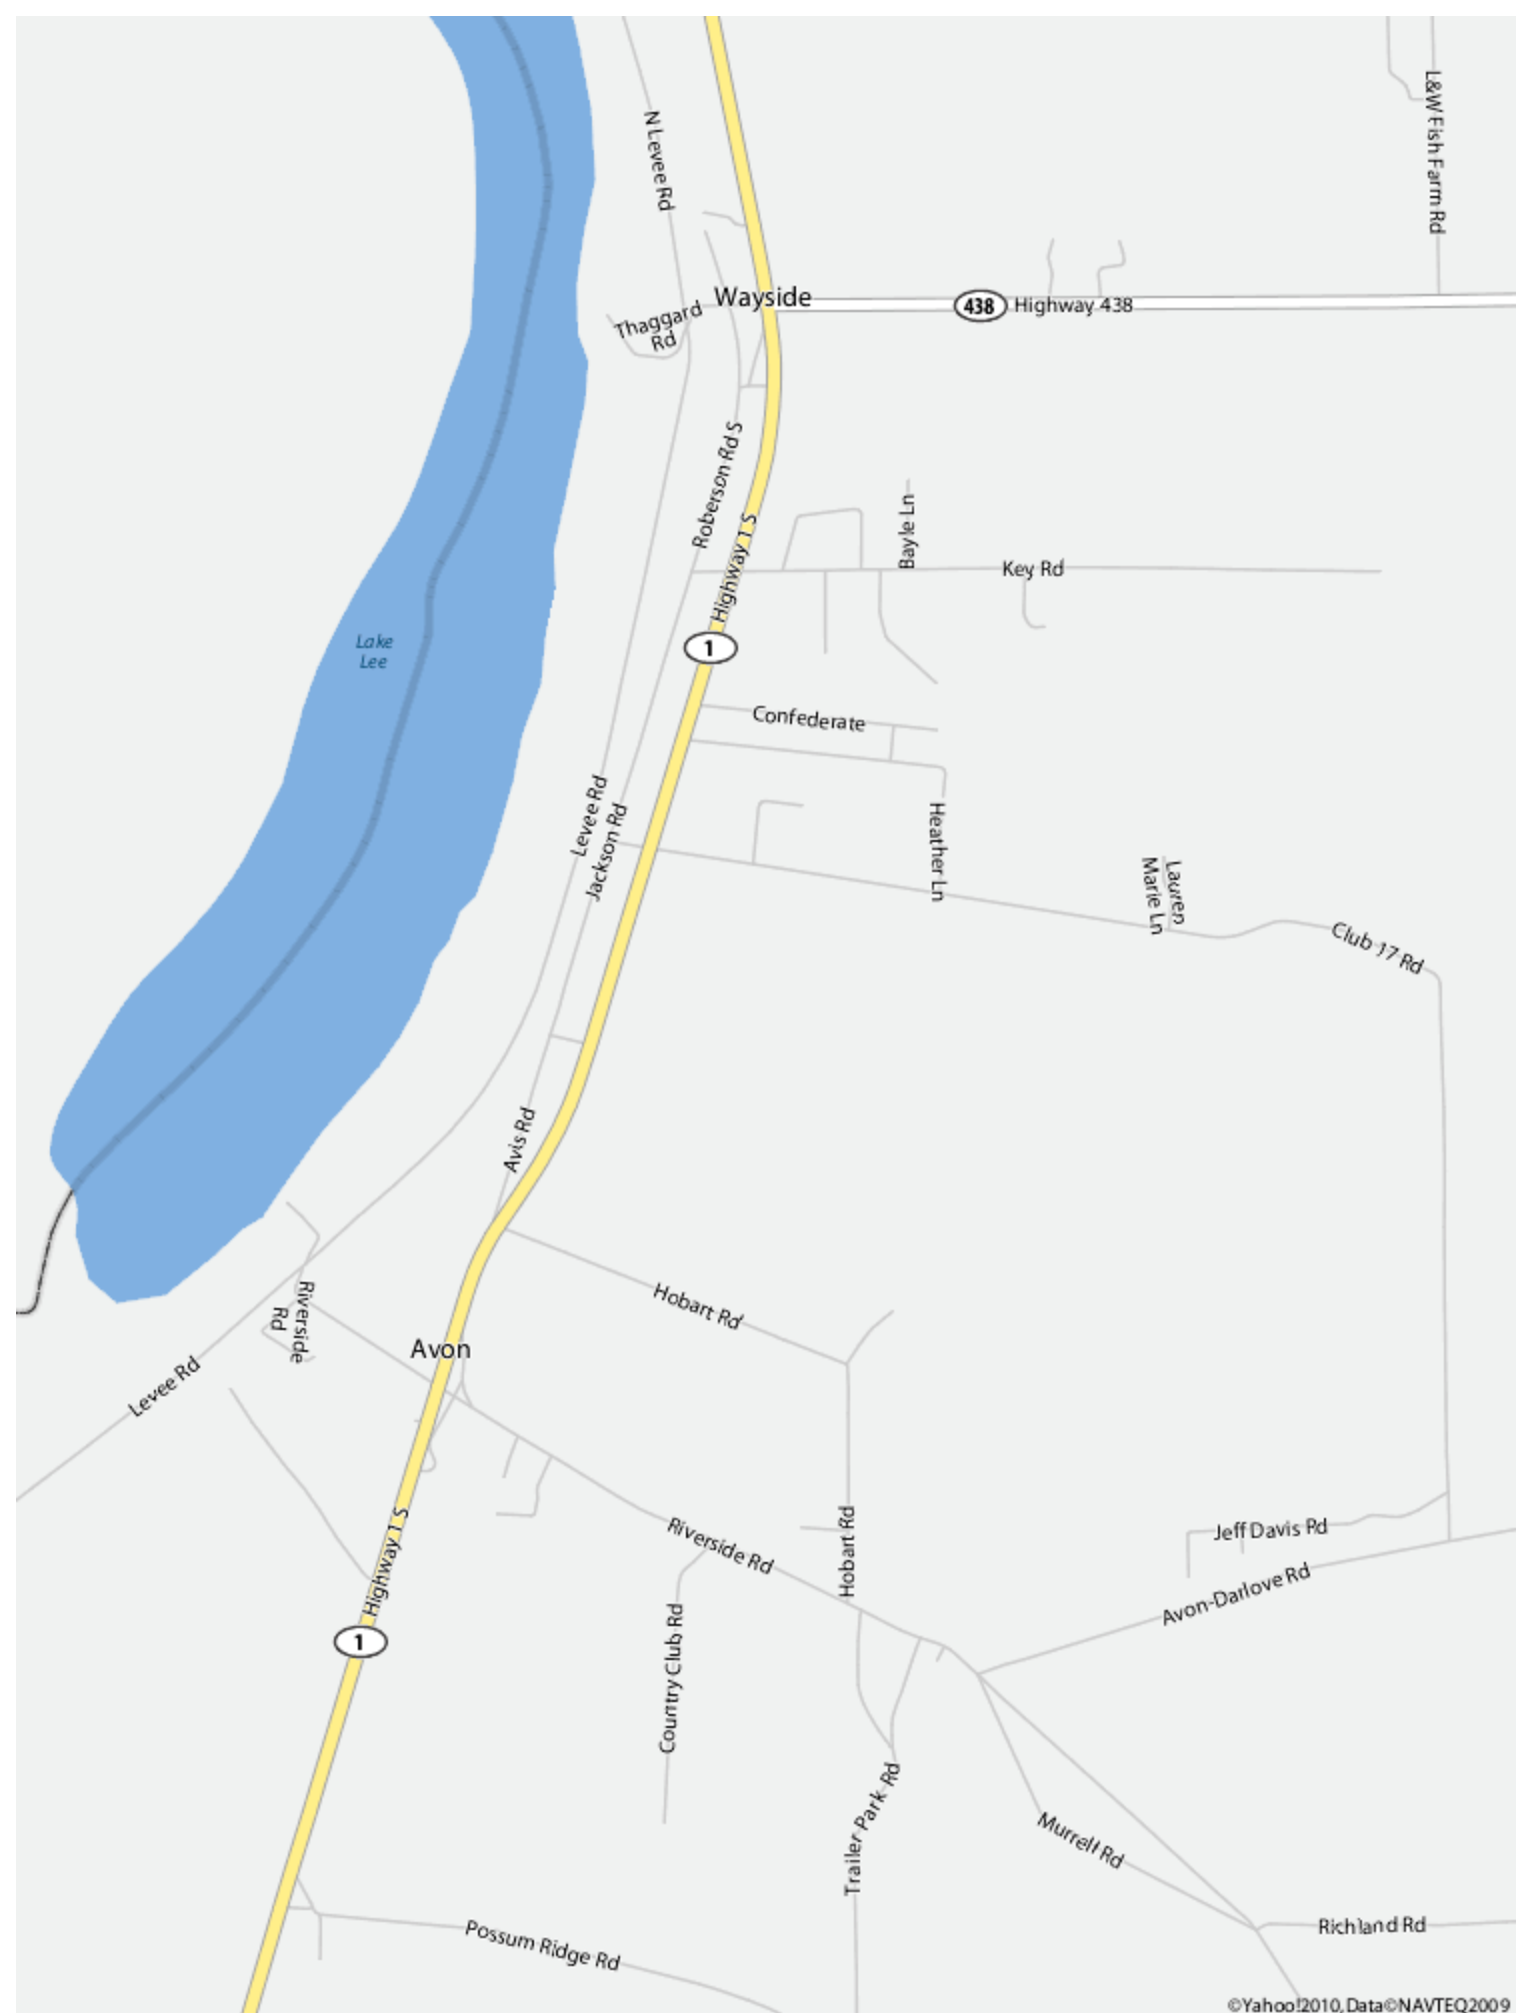 L&W Fish Farm Rd
N Levee Rd
Wayside
438
Highway 438
Thaggard
Rd
Roberson Rd S
Bayle Ln
Highway 1 S
Key Rd
1
Lake
Lee
Confederate
Levee Rd
Jackson Rd
Heather Ln
Lauren
Marie Ln
Club 17 Rd
Avis Rd
Hobart Rd
Riverside
Rd
Avon
Levee Rd
Highway 1 S
Riverside Rd
Hobart Rd
Jeff Davis Rd
Avon-Darlove Rd
1
Country Club Rd
Trailer Park Rd
Murrell Rd
Richland Rd
Possum Ridge Rd
©Yahoo!2010, Data©NAVTEQ2009